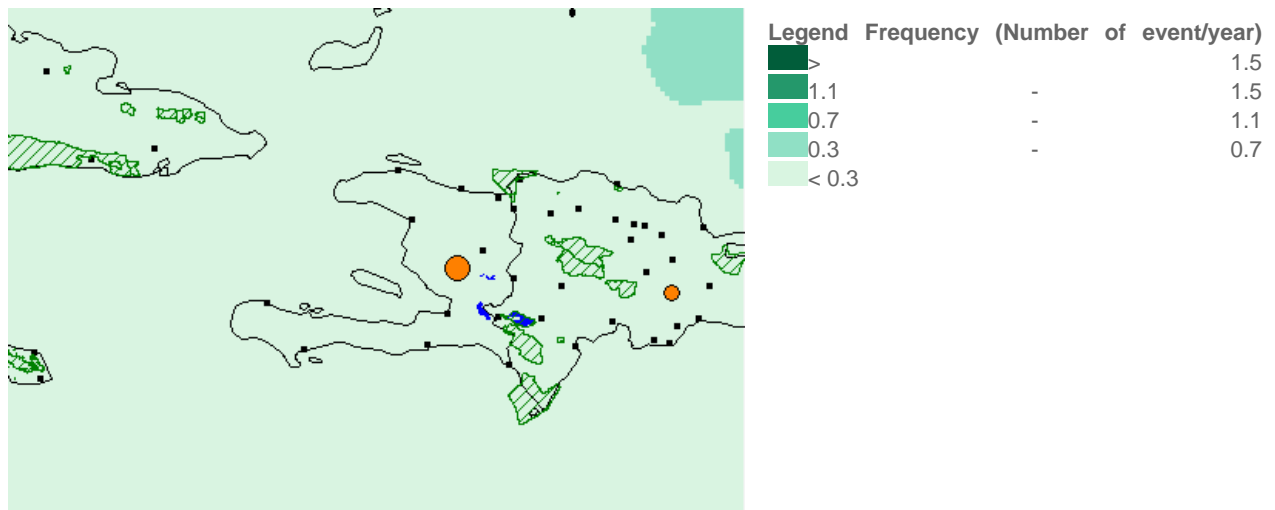 Legend Frequency (Number of event/year)
> 1.5
1.1 - 1.5
0.7 - 1.1
0.3 - 0.7
< 0.3